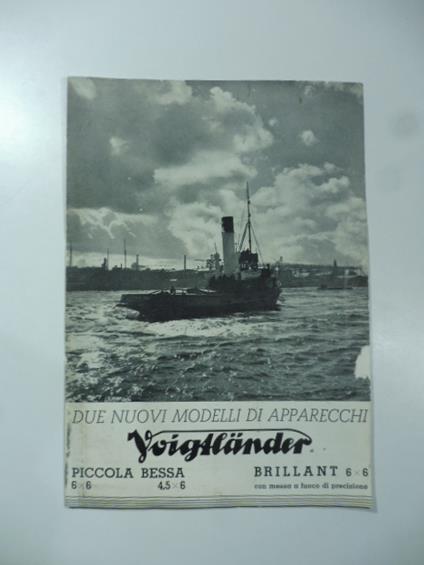 DUE NUOVI MODELLI DI APPARECCHI
Voigtländer
PICCOLA BESSA
6×6 4,5×6
BRILLANT 6×6
con messa a fuoco di precisione